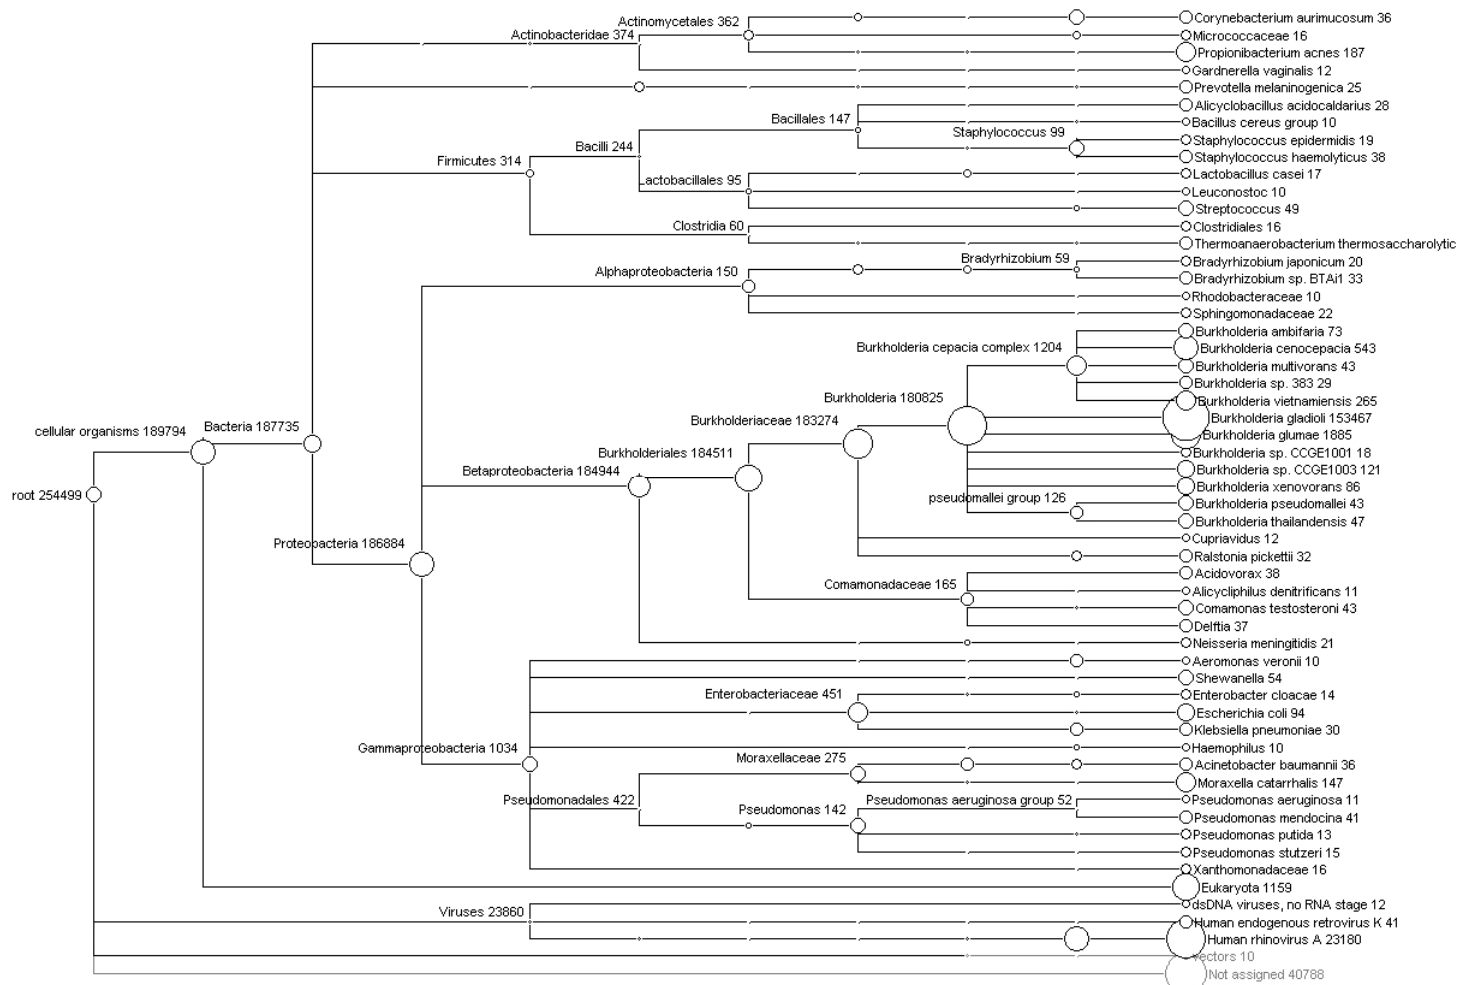 Actinomycetales 362
Corynebacterium aurimucosum 36
Actinobacteridae 374
Micrococcaceae 16
Propionibacterium acnes 187
Gardnerella vaginalis 12
Prevotella melaninogenica 25
Alicyclobacillus acidocaldarius 28
Bacillales 147
Bacillus cereus group 10
Staphylococcus 99
Staphylococcus epidermidis 19
Bacilli 244
Staphylococcus haemolyticus 38
Firmicutes 314
Lactobacillus casei 17
Lactobacillales 95
Leuconostoc 10
Streptococcus 49
Clostridia 60
Clostridiales 16
Thermoanaerobacterium thermosaccharolytic
Bradyrhizobium 59
Bradyrhizobium japonicum 20
Alphaproteobacteria 150
Bradyrhizobium sp. BTAi1 33
Rhodobacteraceae 10
Sphingomonadaceae 22
Burkholderia ambifaria 73
Burkholderia cepacia complex 1204
Burkholderia cenocepacia 543
Burkholderia multivorans 43
Burkholderia sp. 383 29
Burkholderia 180825
Burkholderia vietnamiensis 265
Burkholderiaceae 183274
Burkholderia gladioli 153467
cellular organisms 189794
Bacteria 187735
Burkholderia glumae 1885
Burkholderiales 184511
Burkholderia sp. CCGE1001 18
Betaproteobacteria 184944
Burkholderia sp. CCGE1003 121
Burkholderia xenovorans 86
root 254499
pseudomallei group 126
Burkholderia pseudomallei 43
Burkholderia thailandensis 47
Proteobacteria 186884
Cupriavidus 12
Ralstonia pickettii 32
Comamonadaceae 165
Acidovorax 38
Alicycliphilus denitrificans 11
Comamonas testosteroni 43
Delftia 37
Neisseria meningitidis 21
Aeromonas veronii 10
Shewanella 54
Enterobacteriaceae 451
Enterobacter cloacae 14
Escherichia coli 94
Klebsiella pneumoniae 30
Gammaproteobacteria 1034
Haemophilus 10
Moraxellaceae 275
Acinetobacter baumannii 36
Moraxella catarrhalis 147
Pseudomonadales 422
Pseudomonas aeruginosa group 52
Pseudomonas aeruginosa 11
Pseudomonas 142
Pseudomonas mendocina 41
Pseudomonas putida 13
Pseudomonas stutzeri 15
Xanthomonadaceae 16
Eukaryota 1159
Viruses 23860
dsDNA viruses, no RNA stage 12
Human endogenous retrovirus K 41
Human rhinovirus A 23180
vectors 10
Not assigned 40788